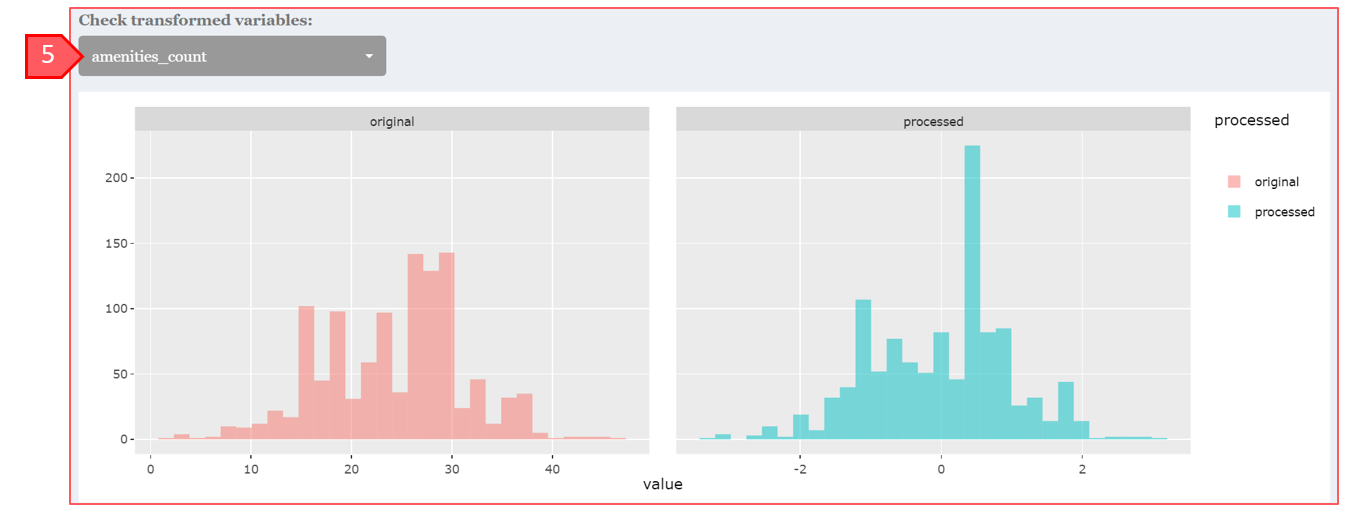 Check transformed variables:
5
amenities_count
original
processed
processed
original
processed
200
150
100
50
0
0
10
20
30
40
-2
0
2
value